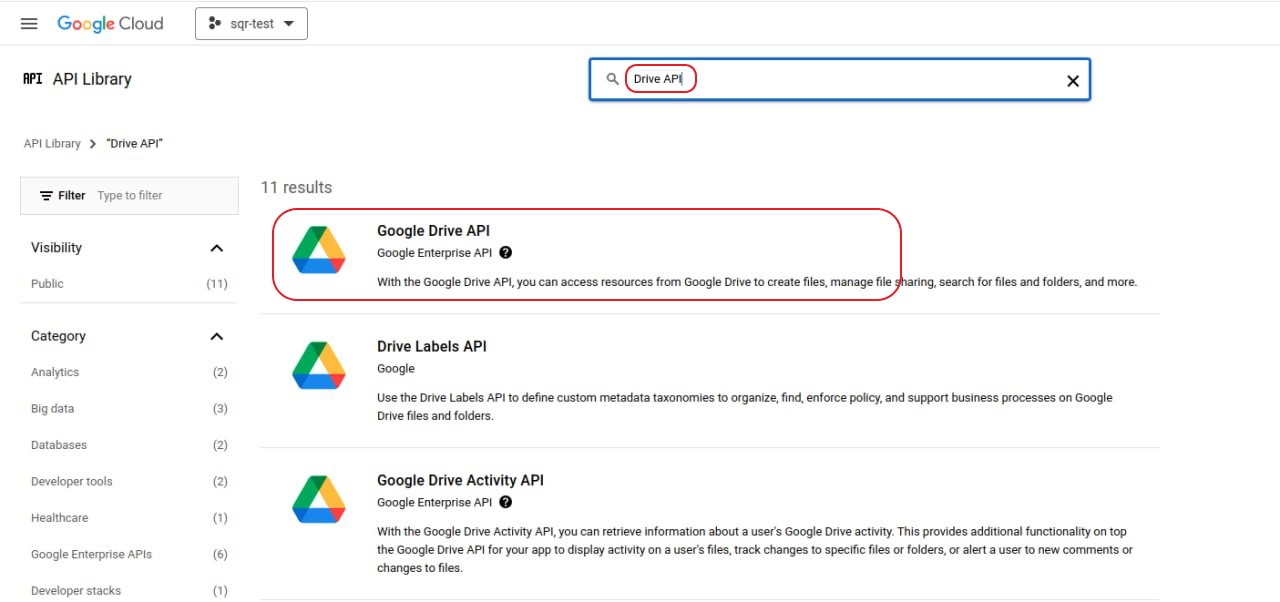 Google Cloud
sqr-test
API API Library
Drive API
API Library > "Drive API"
Filter Type to filter
11 results
Visibility
Public (11)
Category
Analytics (2)
Big data (3)
Databases (2)
Developer tools (2)
Healthcare (1)
Google Enterprise APIs (6)
Developer stacks (1)
Google Drive API
Google Enterprise API ?
With the Google Drive API, you can access resources from Google Drive to create files, manage file sharing, search for files and folders, and more.
Drive Labels API
Google
Use the Drive Labels API to define custom metadata taxonomies to organize, find, enforce policy, and support business processes on Google
Drive files and folders.
Google Drive Activity API
Google Enterprise API ?
With the Google Drive Activity API, you can retrieve information about a user's Google Drive activity. This provides additional functionality on top
the Google Drive API for your app to display activity on a user's files, track changes to specific files or folders, or alert a user to new comments or
changes to files.